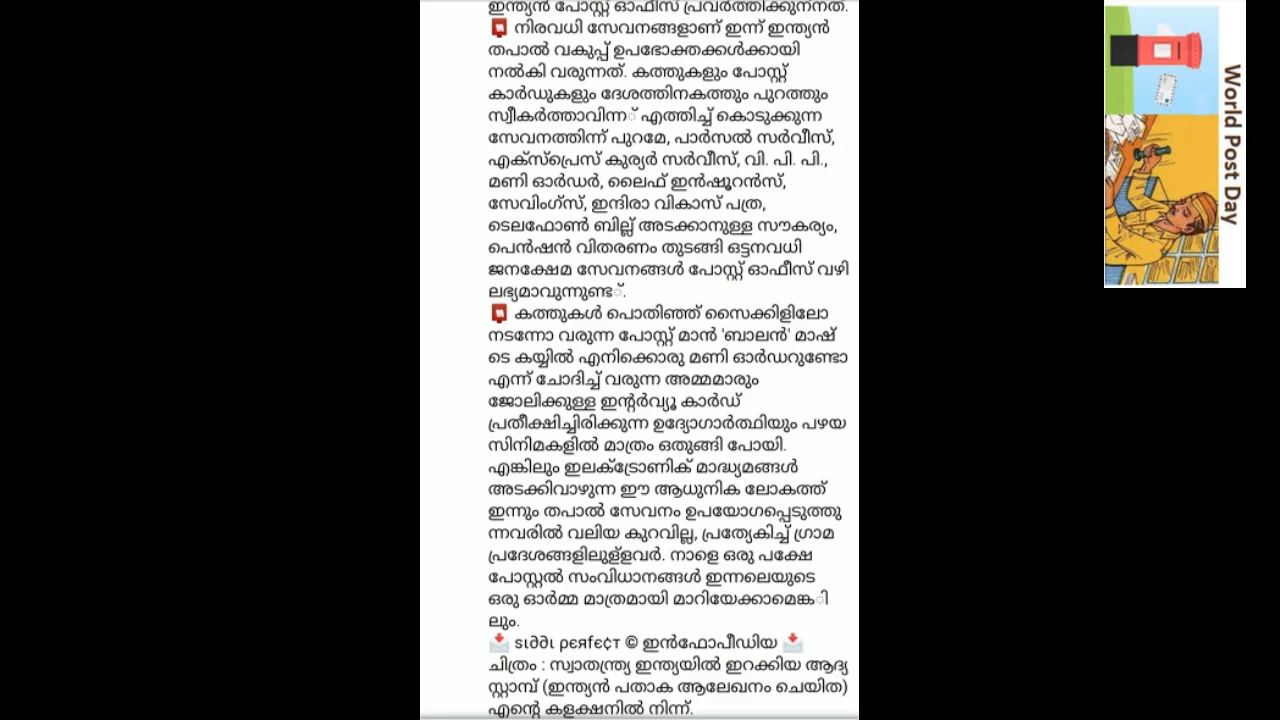 ഇന്ത്യൻ പോസ്റ്റ് ഓഫീസ് പ്രവർത്തിക്കുന്നത്.
📮 നിരവധി സേവനങ്ങളാണ് ഇന്ന് ഇന്ത്യൻ
തപാൽ വകുപ്പ് ഉപഭോക്തക്കൾക്കായി
നൽകി വരുന്നത്. കത്തുകളും പോസ്റ്റ്
കാർഡുകളും ദേശത്തിനകത്തും പുറത്തും
സ്വീകർത്താവിന്ന് എത്തിച്ച് കൊടുക്കുന്ന
സേവനത്തിന്ന് പുറമേ, പാർസൽ സർവീസ്,
എക്സ്പ്രെസ് കുര്യർ സർവീസ്, വി. പി. പി.,
മണി ഓർഡർ, ലൈഫ് ഇൻഷൂറൻസ്,
സേവിംഗ്സ്, ഇന്ദിരാ വികാസ് പത്ര,
ടെലഫോൺ ബില്ല് അടക്കാനുള്ള സൗകര്യം,
പെൻഷൻ വിതരണം തുടങ്ങി ഒട്ടനവധി
ജനക്ഷേമ സേവനങ്ങൾ പോസ്റ്റ് ഓഫീസ് വഴി
ലഭ്യമാവുന്നുണ്ട്.
📮 കത്തുകൾ പൊതിഞ്ഞ് സൈക്കിളിലോ
നടന്നോ വരുന്ന പോസ്റ്റ് മാൻ 'ബാലൻ' മാഷ്
ടെ കയ്യിൽ എനിക്കൊരു മണി ഓർഡറുണ്ടോ
എന്ന് ചോദിച്ച് വരുന്ന അമ്മമാരും
ജോലിക്കുള്ള ഇന്റർവ്യൂ കാർഡ്
പ്രതീക്ഷിച്ചിരിക്കുന്ന ഉദ്യോഗാർത്ഥിയും പഴയ
സിനിമകളിൽ മാത്രം ഒതുങ്ങി പോയി.
എങ്കിലും ഇലക്ട്രോണിക് മാദ്ധ്യമങ്ങൾ
അടക്കിവാഴുന്ന ഈ ആധുനിക ലോകത്ത്
ഇന്നും തപാൽ സേവനം ഉപയോഗപ്പെടുത്തു
ന്നവരിൽ വലിയ കുറവില്ല, പ്രത്യേകിച്ച് ഗ്രാമ
പ്രദേശങ്ങളിലുള്ളവർ. നാളെ ഒരു പക്ഷേ
പോസ്റ്റൽ സംവിധാനങ്ങൾ ഇന്നലെയുടെ
ഒരു ഓർമ്മ മാത്രമായി മാറിയേക്കാമെങ്കി
ലും.
📩 ѕι∂∂ι ρєяfє¢т © ഇൻഫോപീഡിയ 📩
ചിത്രം : സ്വാതന്ത്ര്യ ഇന്ത്യയിൽ ഇറക്കിയ ആദ്യ
സ്റ്റാമ്പ് (ഇന്ത്യൻ പതാക ആലേഖനം ചെയിത)
എന്റെ കളക്ഷനിൽ നിന്ന്.
World Post Day